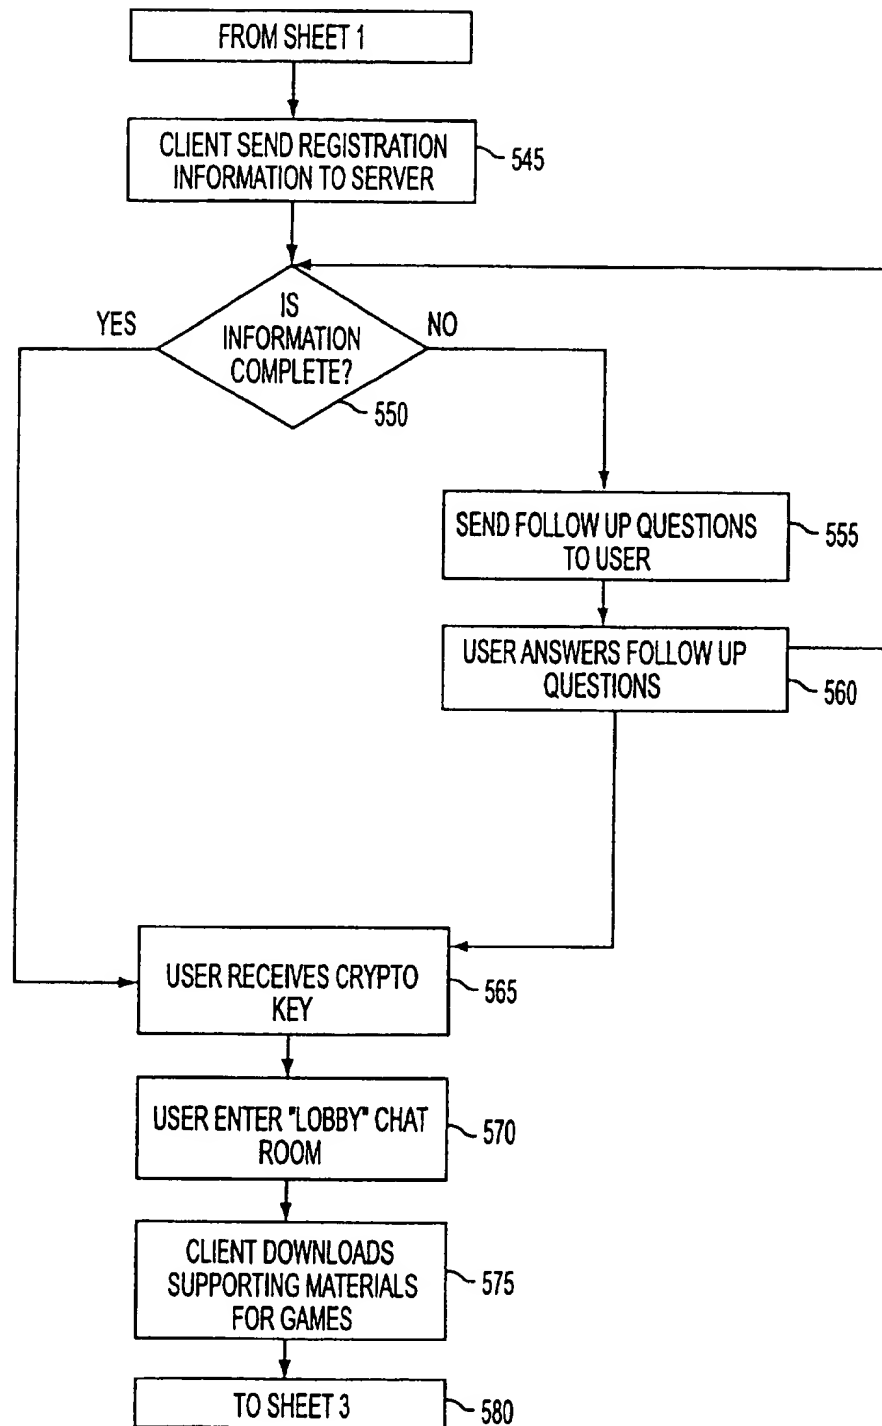 FROM SHEET 1
CLIENT SEND REGISTRATION
INFORMATION TO SERVER
545
IS
INFORMATION
COMPLETE?
YES
NO
550
SEND FOLLOW UP QUESTIONS
TO USER
555
USER ANSWERS FOLLOW UP
QUESTIONS
560
USER RECEIVES CRYPTO
KEY
565
USER ENTER "LOBBY" CHAT
ROOM
570
CLIENT DOWNLOADS
SUPPORTING MATERIALS
FOR GAMES
575
TO SHEET 3
580